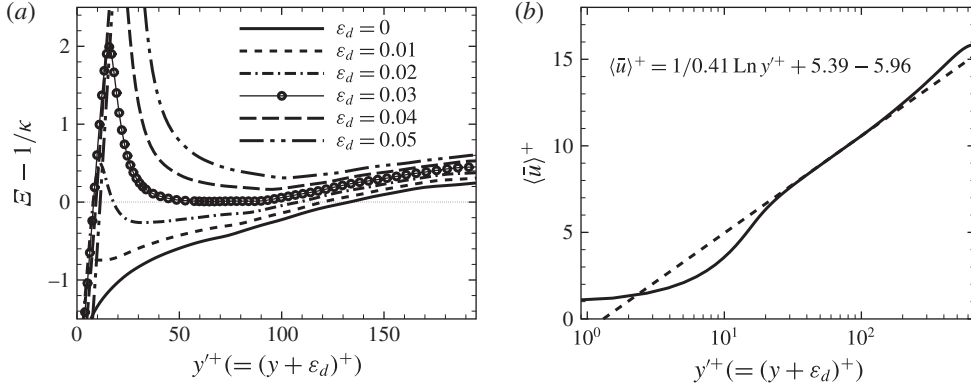 (a)
2
1
0
−1
Ξ − 1/κ
ε_d = 0
ε_d = 0.01
ε_d = 0.02
ε_d = 0.03
ε_d = 0.04
ε_d = 0.05
0 50 100 150
y′⁺(= (y + ε_d)⁺)
(b)
15
10
5
0
⟨ū⟩⁺
⟨ū⟩⁺ = 1/0.41 Ln y′⁺ + 5.39 − 5.96
10⁰ 10¹ 10²
y′⁺(= (y + ε_d)⁺)